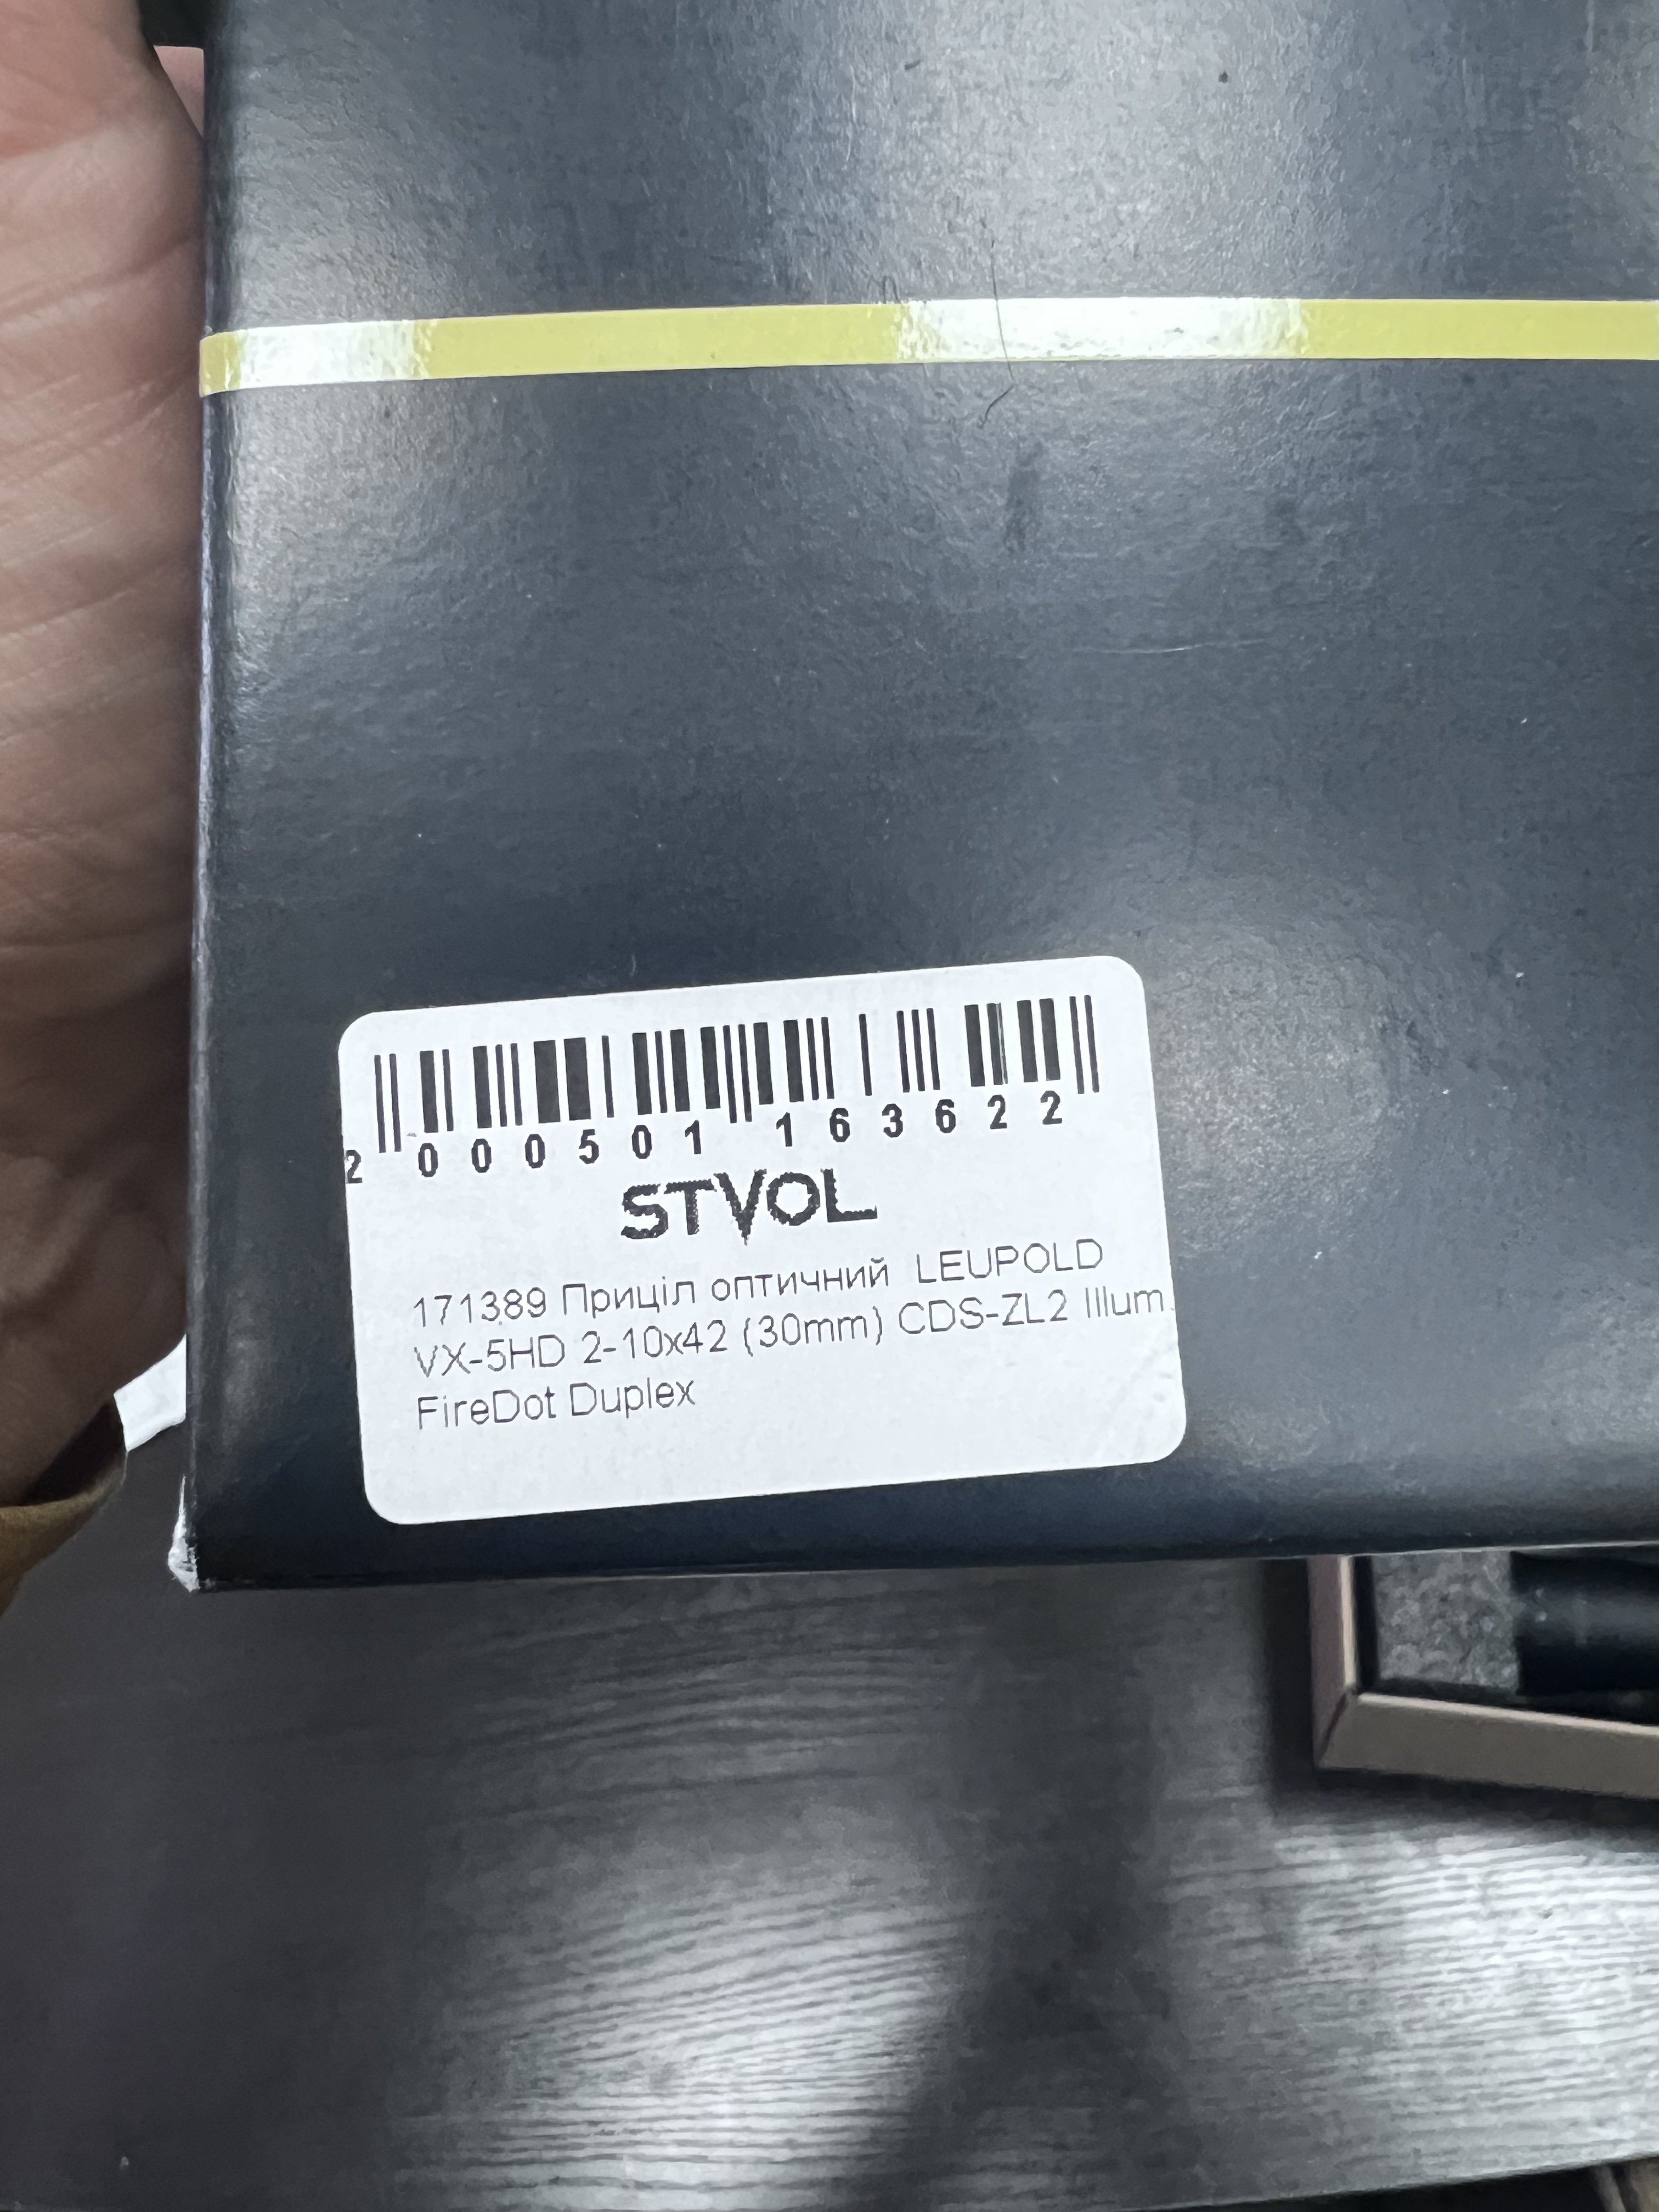 2 000501 163622
STVOL
171389 Приціл оптичний LEUPOLD
VX-5HD 2-10x42 (30mm) CDS-ZL2 Illum.
FireDot Duplex